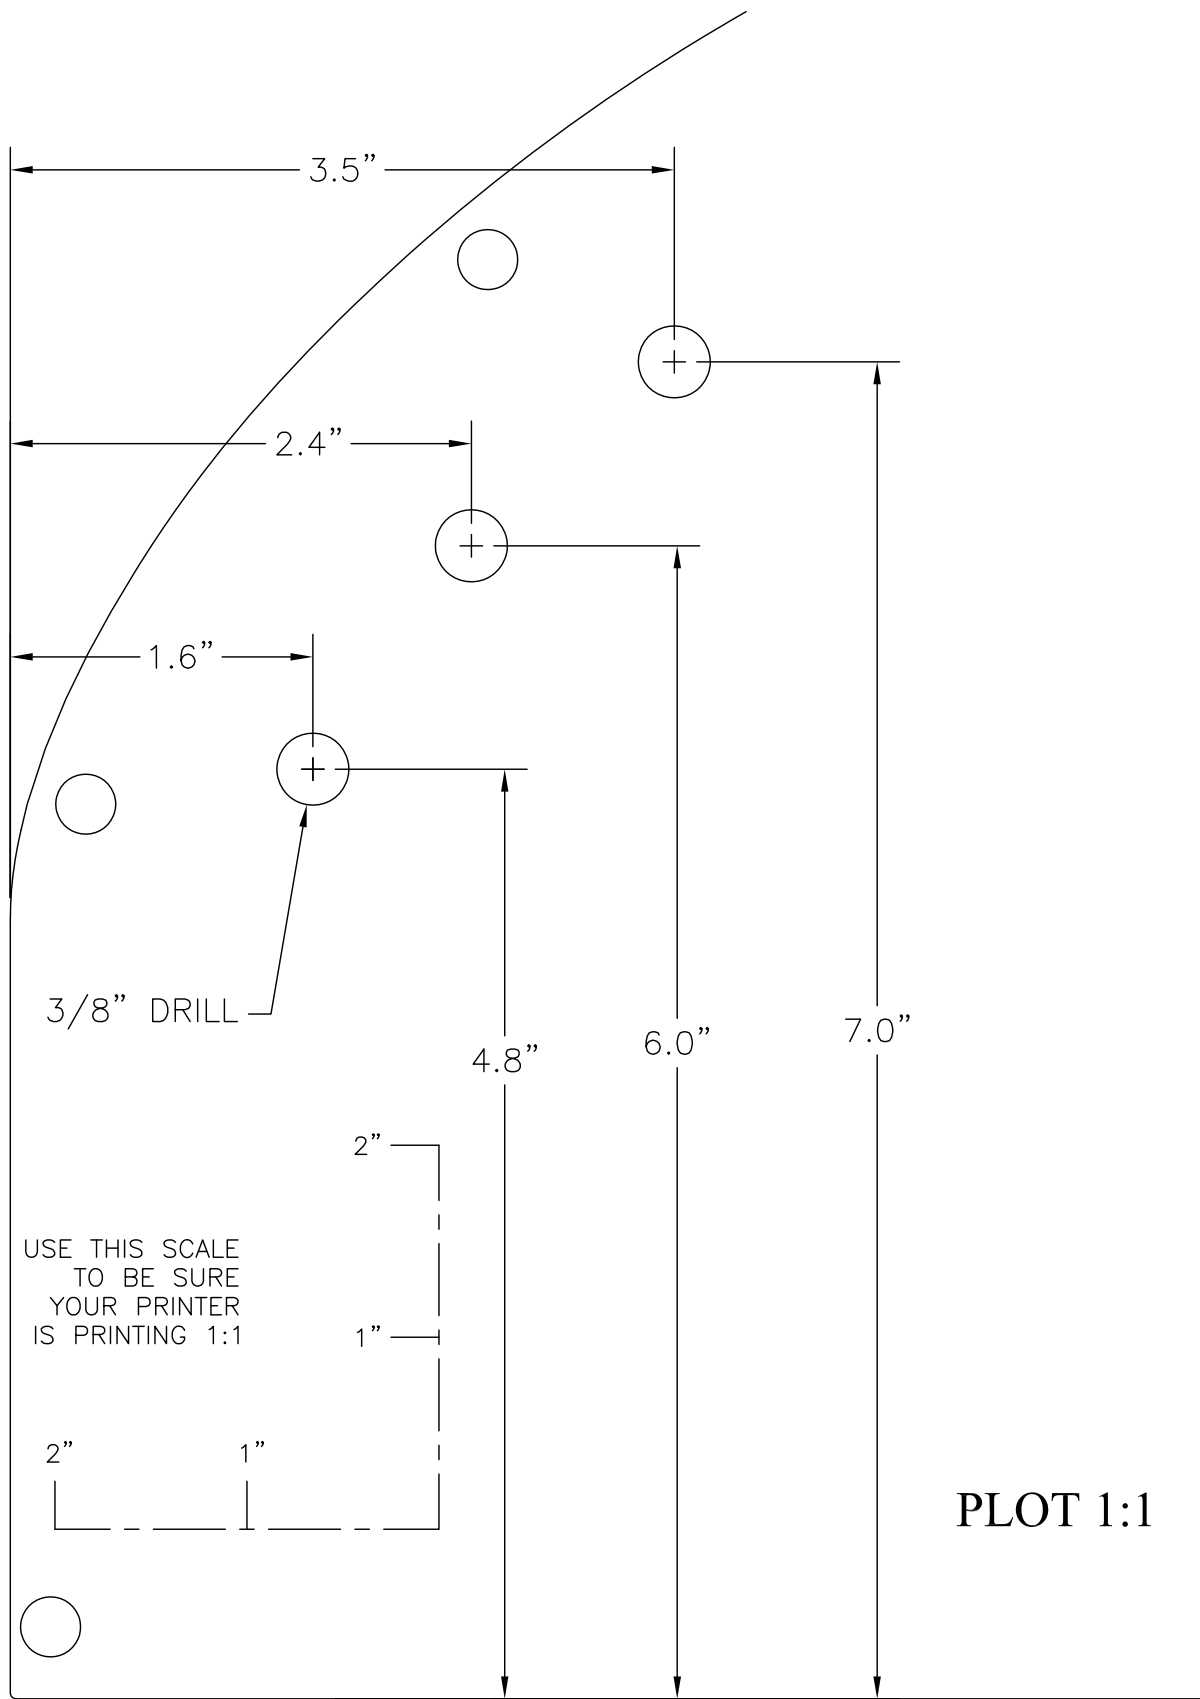 3.5”
2.4”
1.6”
3/8” DRILL
4.8”
6.0”
7.0”
2”
USE THIS SCALE
TO BE SURE
YOUR PRINTER
IS PRINTING 1:1
1”
2”
1”
PLOT 1:1